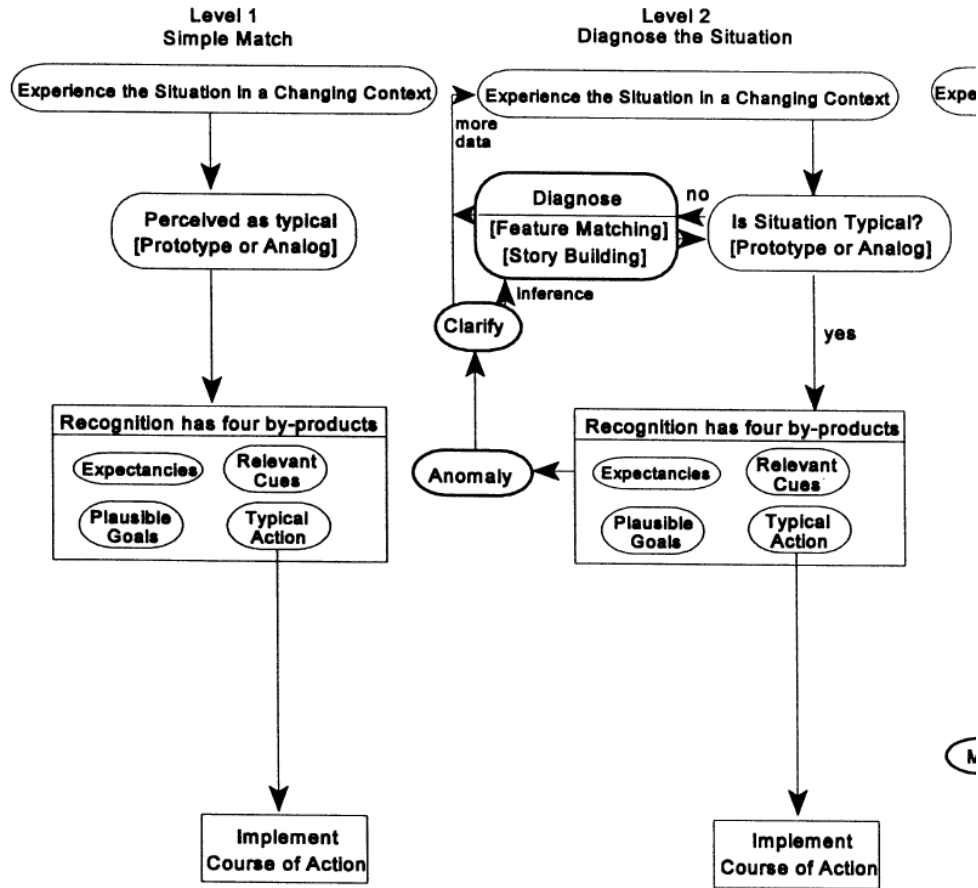 Level 1
Simple Match
Experience the Situation in a Changing Context
Perceived as typical
[Prototype or Analog]
Recognition has four by-products
Expectancies
Relevant
Cues
Plausible
Goals
Typical
Action
Implement
Course of Action
Level 2
Diagnose the Situation
Experience the Situation in a Changing Context
more
data
Diagnose
[Feature Matching]
[Story Building]
no
Is Situation Typical?
[Prototype or Analog]
inference
Clarify
yes
Anomaly
Recognition has four by-products
Expectancies
Relevant
Cues
Plausible
Goals
Typical
Action
Implement
Course of Action
Expe
M